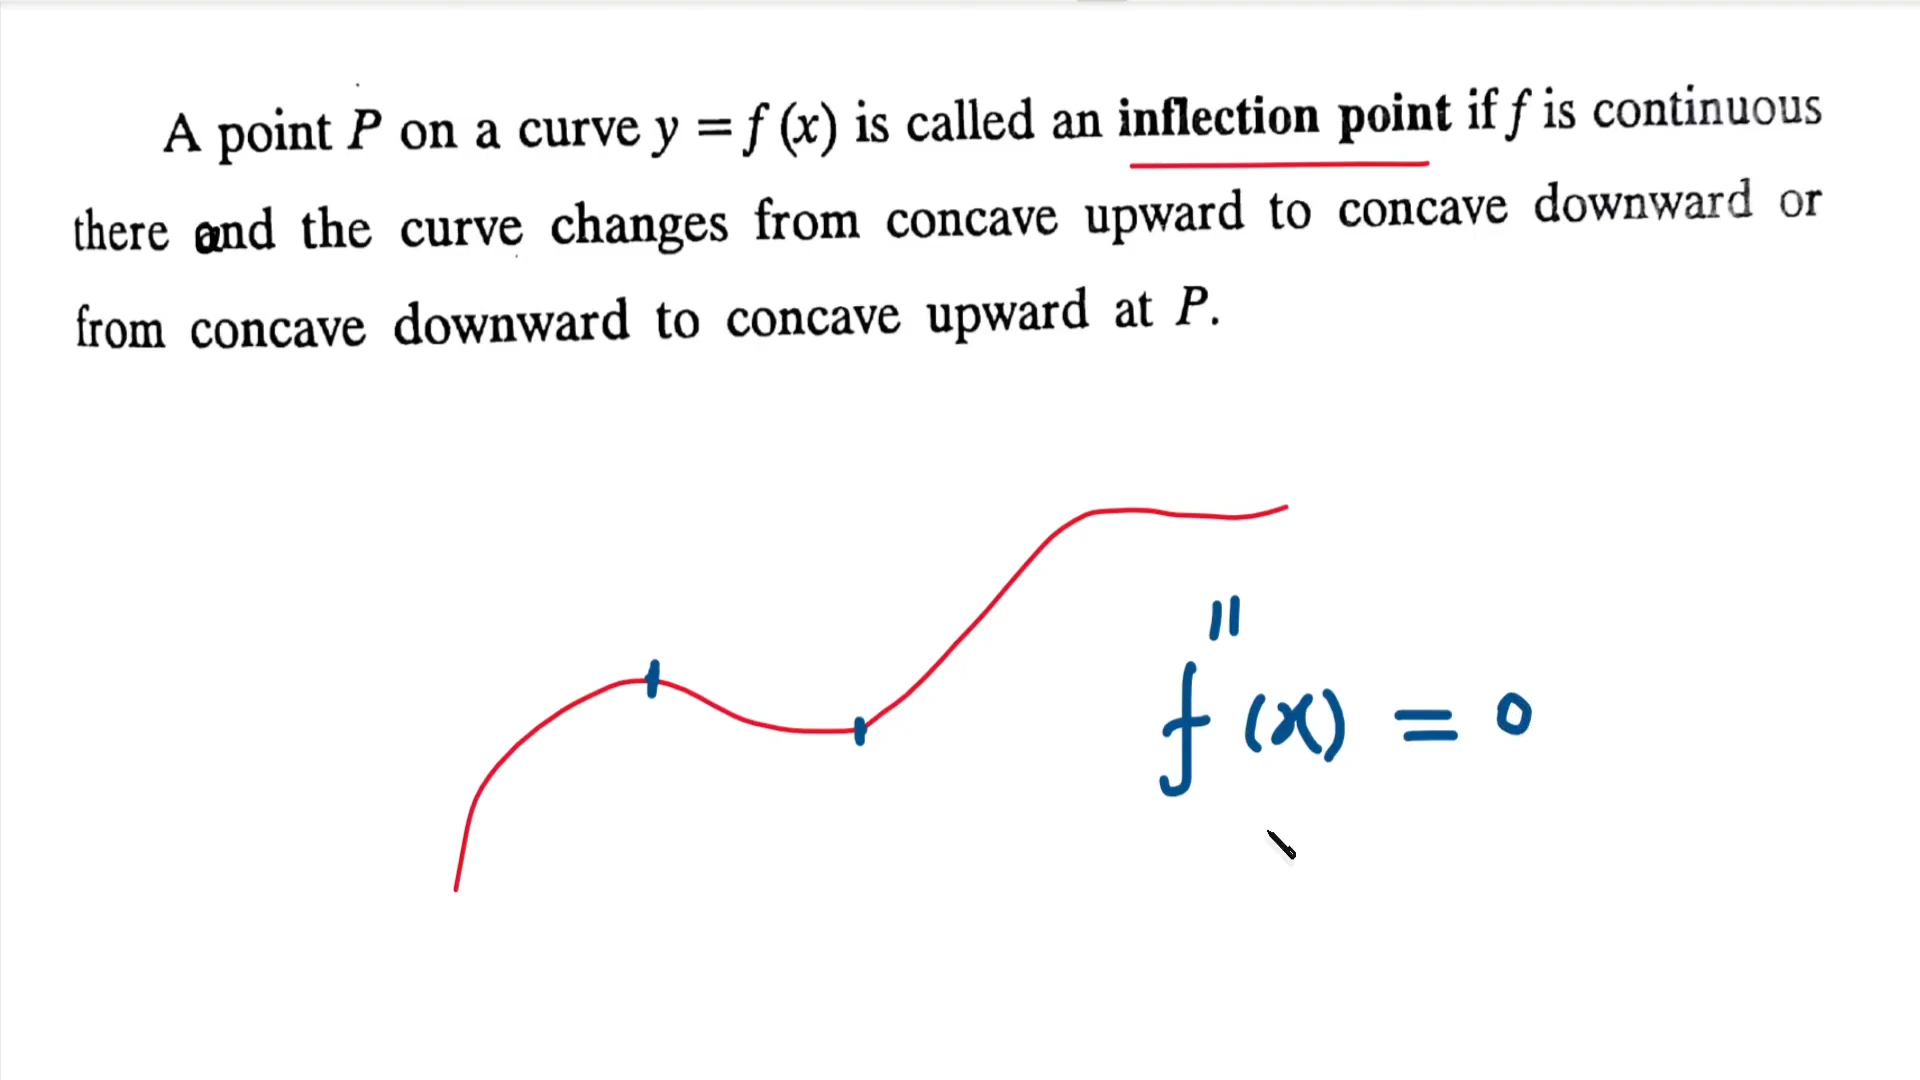 A point P on a curve y = f (x) is called an inflection point if f is continuous
there and the curve changes from concave upward to concave downward or
from concave downward to concave upward at P.
f''(x) = 0